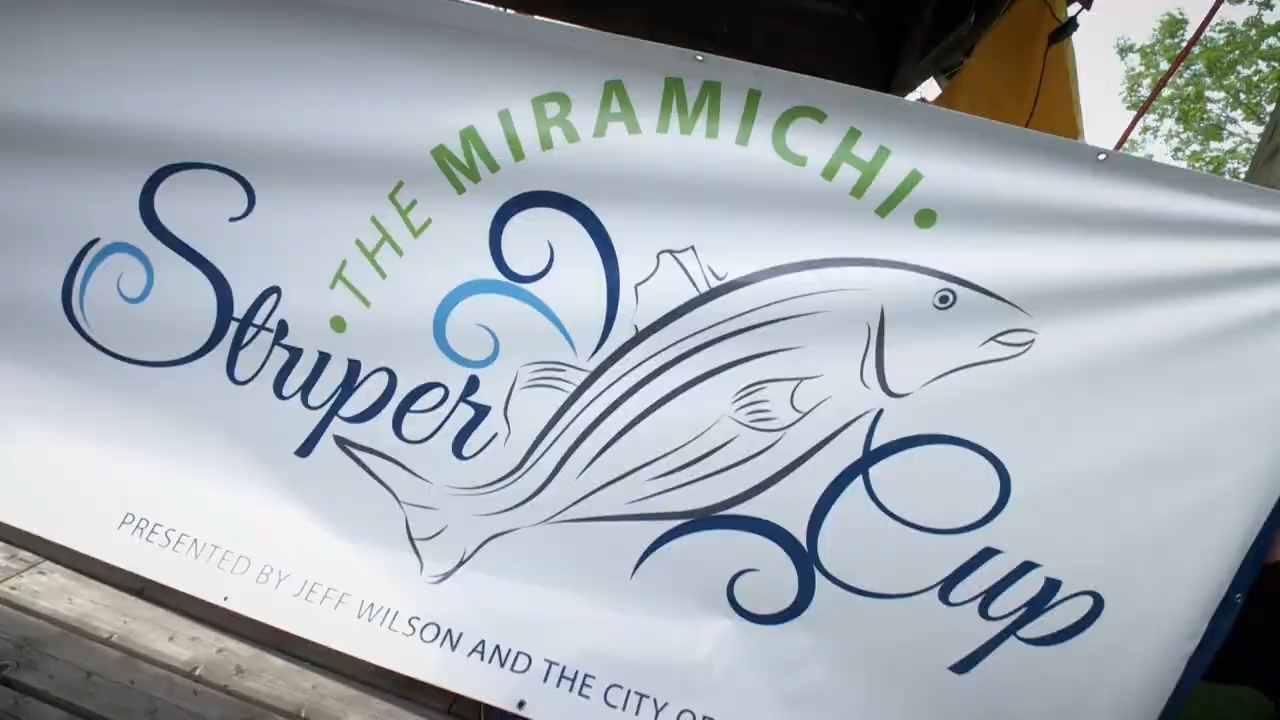 • THE MIRAMICHI •
Striper Cup
PRESENTED BY JEFF WILSON AND THE CITY OF